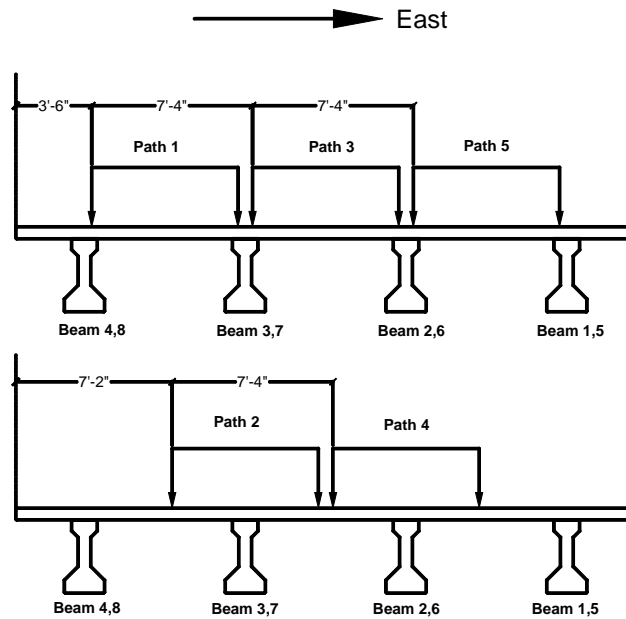 East
3'-6" 7'-4" 7'-4"
Path 1 Path 3 Path 5
Beam 4,8 Beam 3,7 Beam 2,6 Beam 1,5
7'-2" 7'-4"
Path 2 Path 4
Beam 4,8 Beam 3,7 Beam 2,6 Beam 1,5